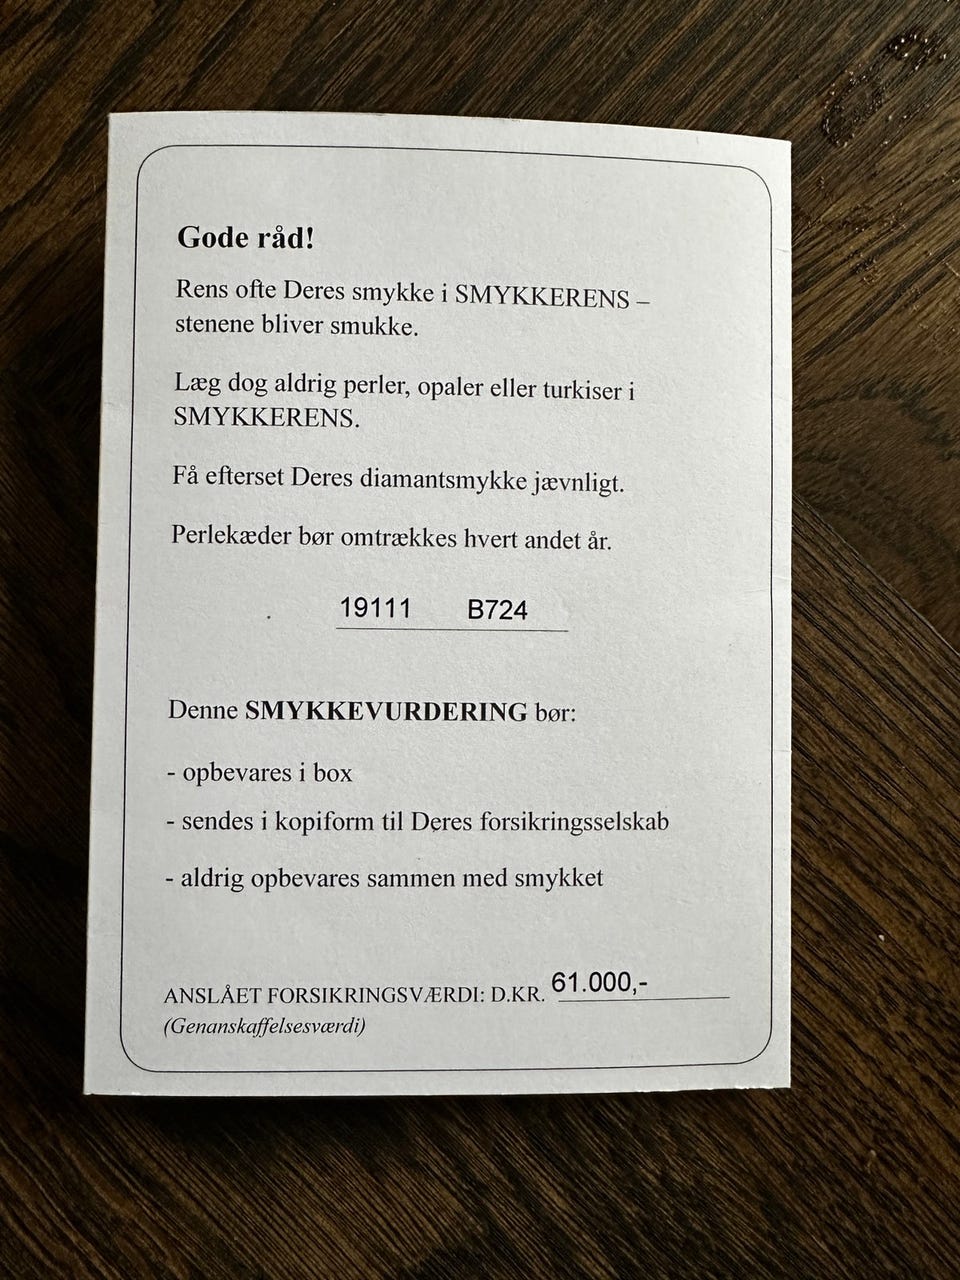 Gode råd!
Rens ofte Deres smykke i SMYKKERENS –
stenene bliver smukke.
Læg dog aldrig perler, opaler eller turkiser i
SMYKKERENS.
Få efterset Deres diamantsmykke jævnligt.
Perlekæder bør omtrækkes hvert andet år.
19111 B724
Denne SMYKKEVURDERING bør:
- opbevares i box
- sendes i kopiform til Deres forsikringsselskab
- aldrig opbevares sammen med smykket
ANSLÅET FORSIKRINGSVÆRDI: D.KR. 61.000,-
(Genanskaffelsesværdi)